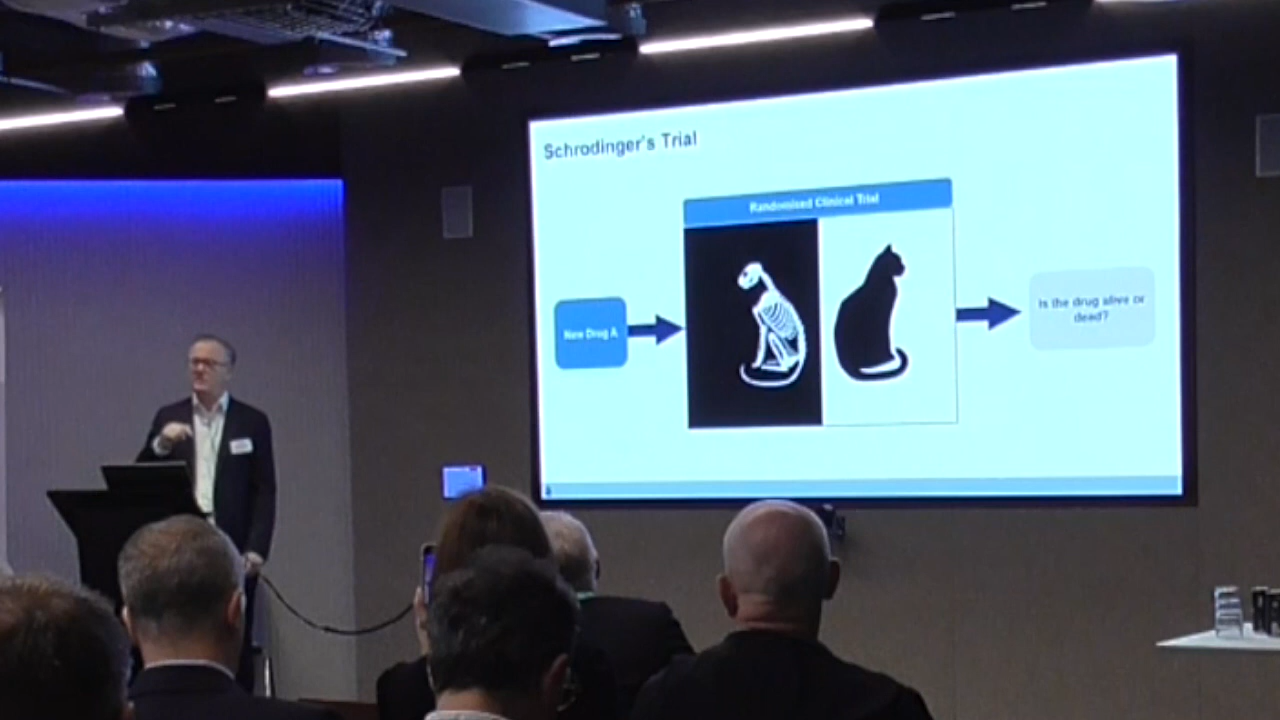 Schrodinger's Trial
Randomised Clinical Trial
New Drug A
Is the drug alive or
dead?